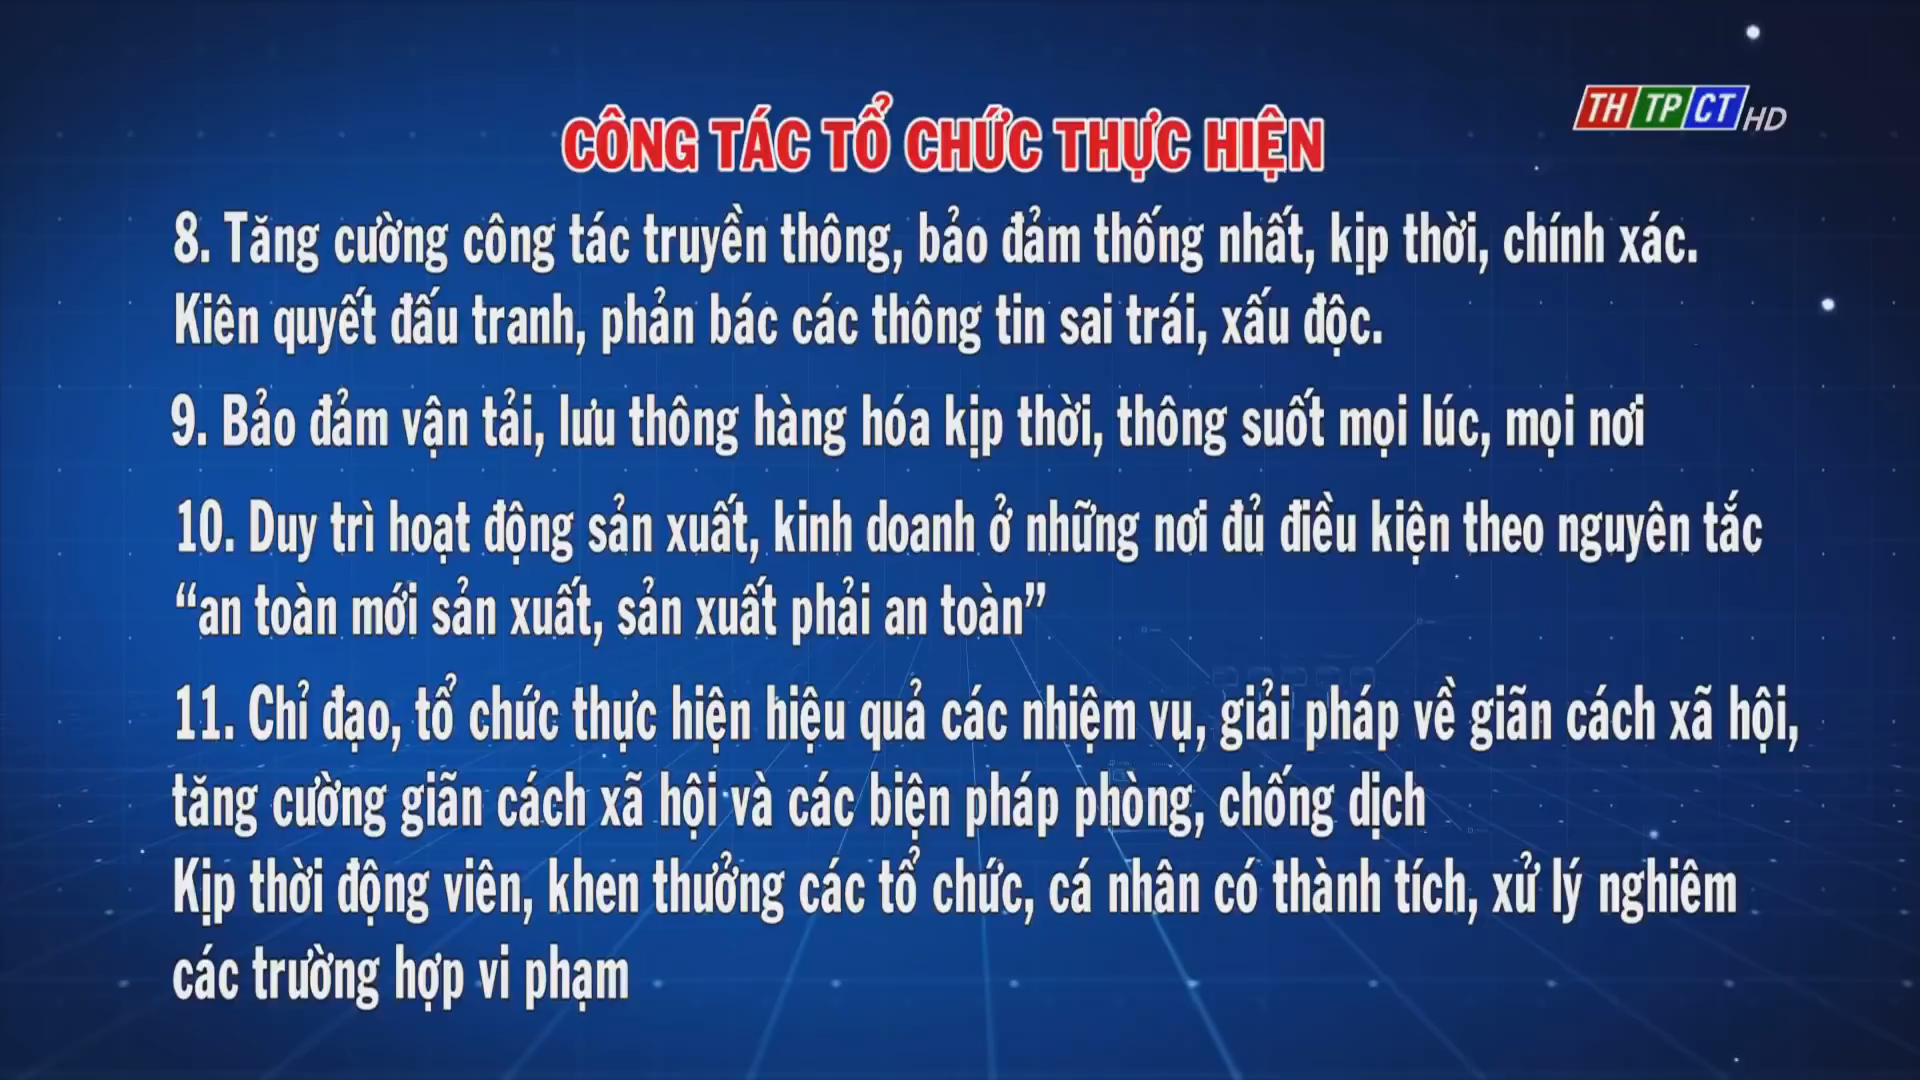 TH TP CT HD
CÔNG TÁC TỔ CHỨC THỰC HIỆN
8. Tăng cường công tác truyền thông, bảo đảm thống nhất, kịp thời, chính xác.
Kiên quyết đấu tranh, phản bác các thông tin sai trái, xấu độc.
9. Bảo đảm vận tải, lưu thông hàng hóa kịp thời, thông suốt mọi lúc, mọi nơi
10. Duy trì hoạt động sản xuất, kinh doanh ở những nơi đủ điều kiện theo nguyên tắc
“an toàn mới sản xuất, sản xuất phải an toàn”
11. Chỉ đạo, tổ chức thực hiện hiệu quả các nhiệm vụ, giải pháp về giãn cách xã hội,
tăng cường giãn cách xã hội và các biện pháp phòng, chống dịch
Kịp thời động viên, khen thưởng các tổ chức, cá nhân có thành tích, xử lý nghiêm
các trường hợp vi phạm